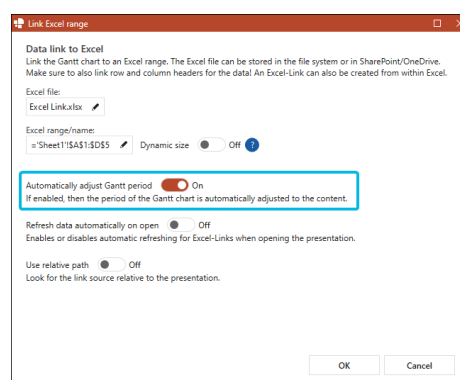 Link Excel range
Data link to Excel
Link the Gantt chart to an Excel range. The Excel file can be stored in the file system or in SharePoint/OneDrive.
Make sure to also link row and column headers for the data! An Excel-Link can also be created from within Excel.
Excel file:
Excel Link.xlsx
Excel range/name:
='Sheet1'!$A$1:$D$5 Dynamic size Off ?
Automatically adjust Gantt period On
If enabled, then the period of the Gantt chart is automatically adjusted to the content.
Refresh data automatically on open Off
Enables or disables automatic refreshing for Excel-Links when opening the presentation.
Use relative path Off
Look for the link source relative to the presentation.
OK Cancel